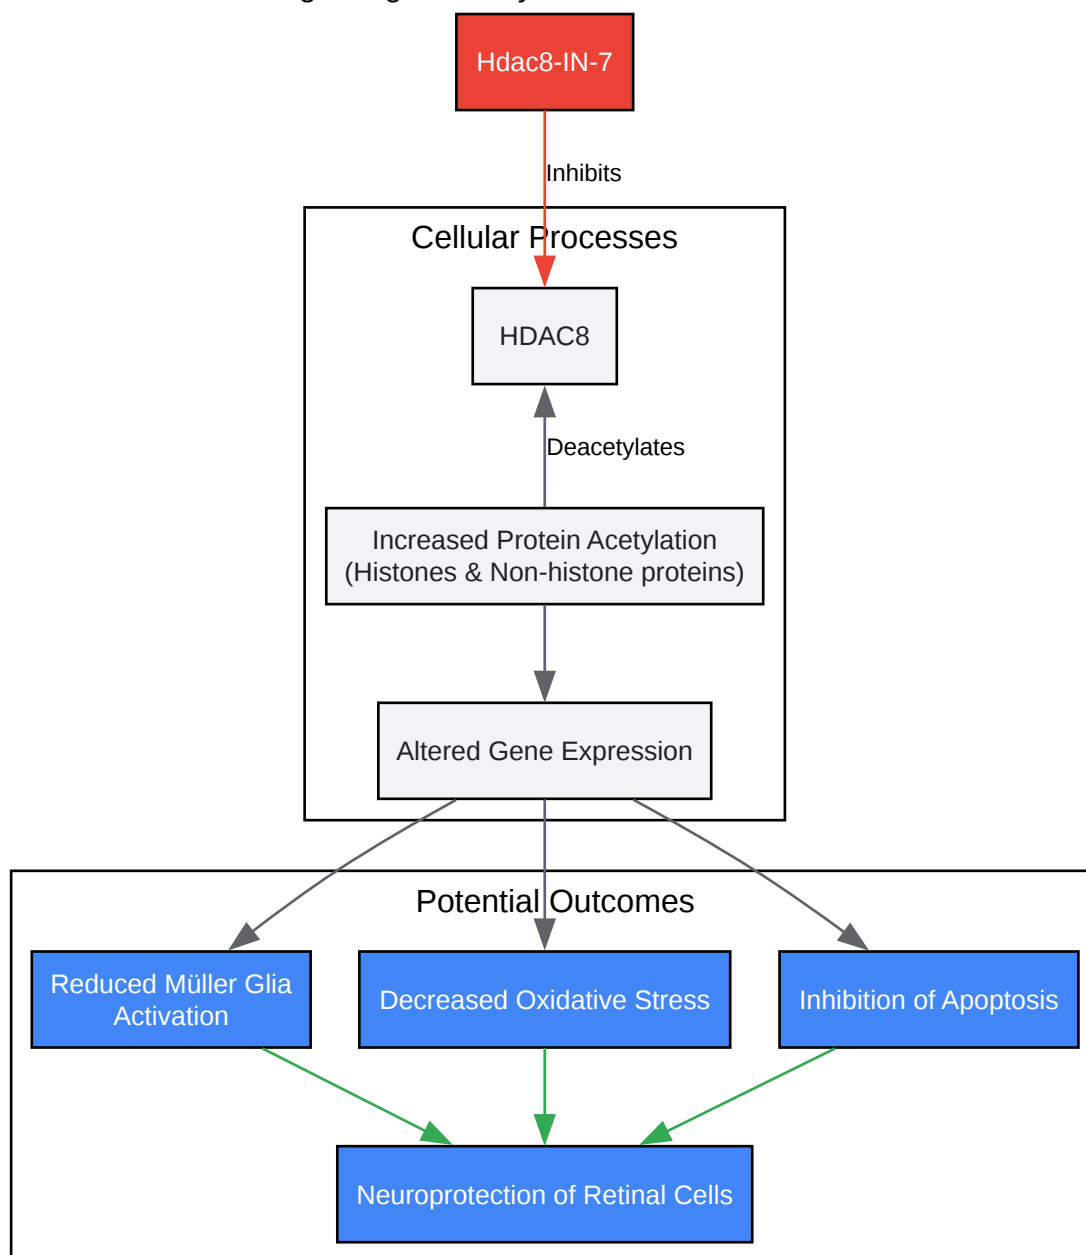 Hdac8-IN-7
Inhibits
Cellular Processes
HDAC8
Deacetylates
Increased Protein Acetylation
(Histones & Non-histone proteins)
Altered Gene Expression
Potential Outcomes
Reduced Müller Glia
Activation
Decreased Oxidative Stress
Inhibition of Apoptosis
Neuroprotection of Retinal Cells